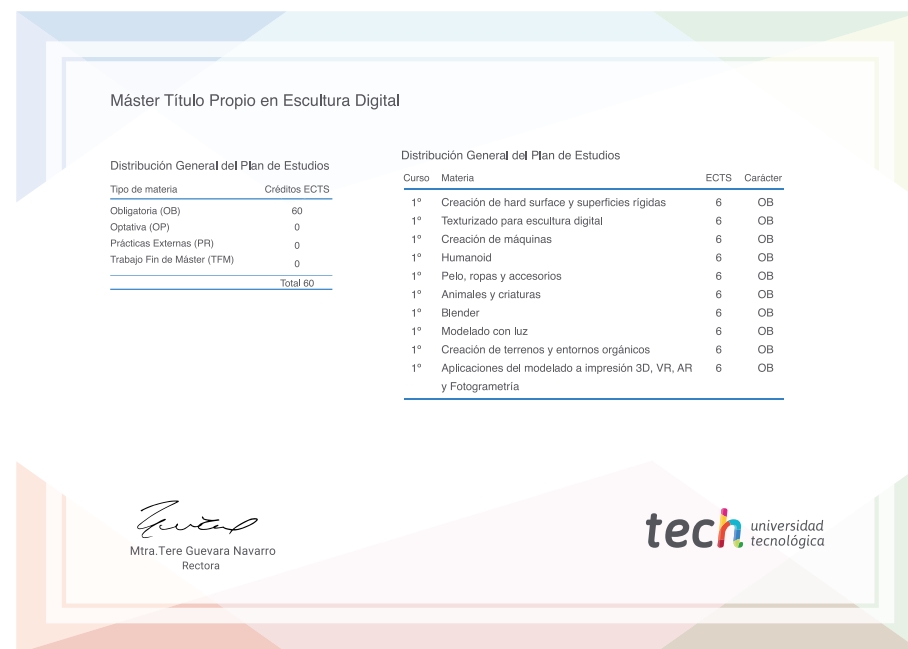 Máster Título Propio en Escultura Digital
Distribución General del Plan de Estudios
Tipo de materia Créditos ECTS
Obligatoria (OB) 60
Optativa (OP) 0
Prácticas Externas (PR) 0
Trabajo Fin de Máster (TFM) 0
Total 60
Distribución General del Plan de Estudios
Curso Materia ECTS Carácter
1º Creación de hard surface y superficies rígidas 6 OB
1º Texturizado para escultura digital 6 OB
1º Creación de máquinas 6 OB
1º Humanoid 6 OB
1º Pelo, ropas y accesorios 6 OB
1º Animales y criaturas 6 OB
1º Blender 6 OB
1º Modelado con luz 6 OB
1º Creación de terrenos y entornos orgánicos 6 OB
1º Aplicaciones del modelado a impresión 3D, VR, AR 6 OB
y Fotogrametría
Mtra.Tere Guevara Navarro
Rectora
tech universidad
tecnológica